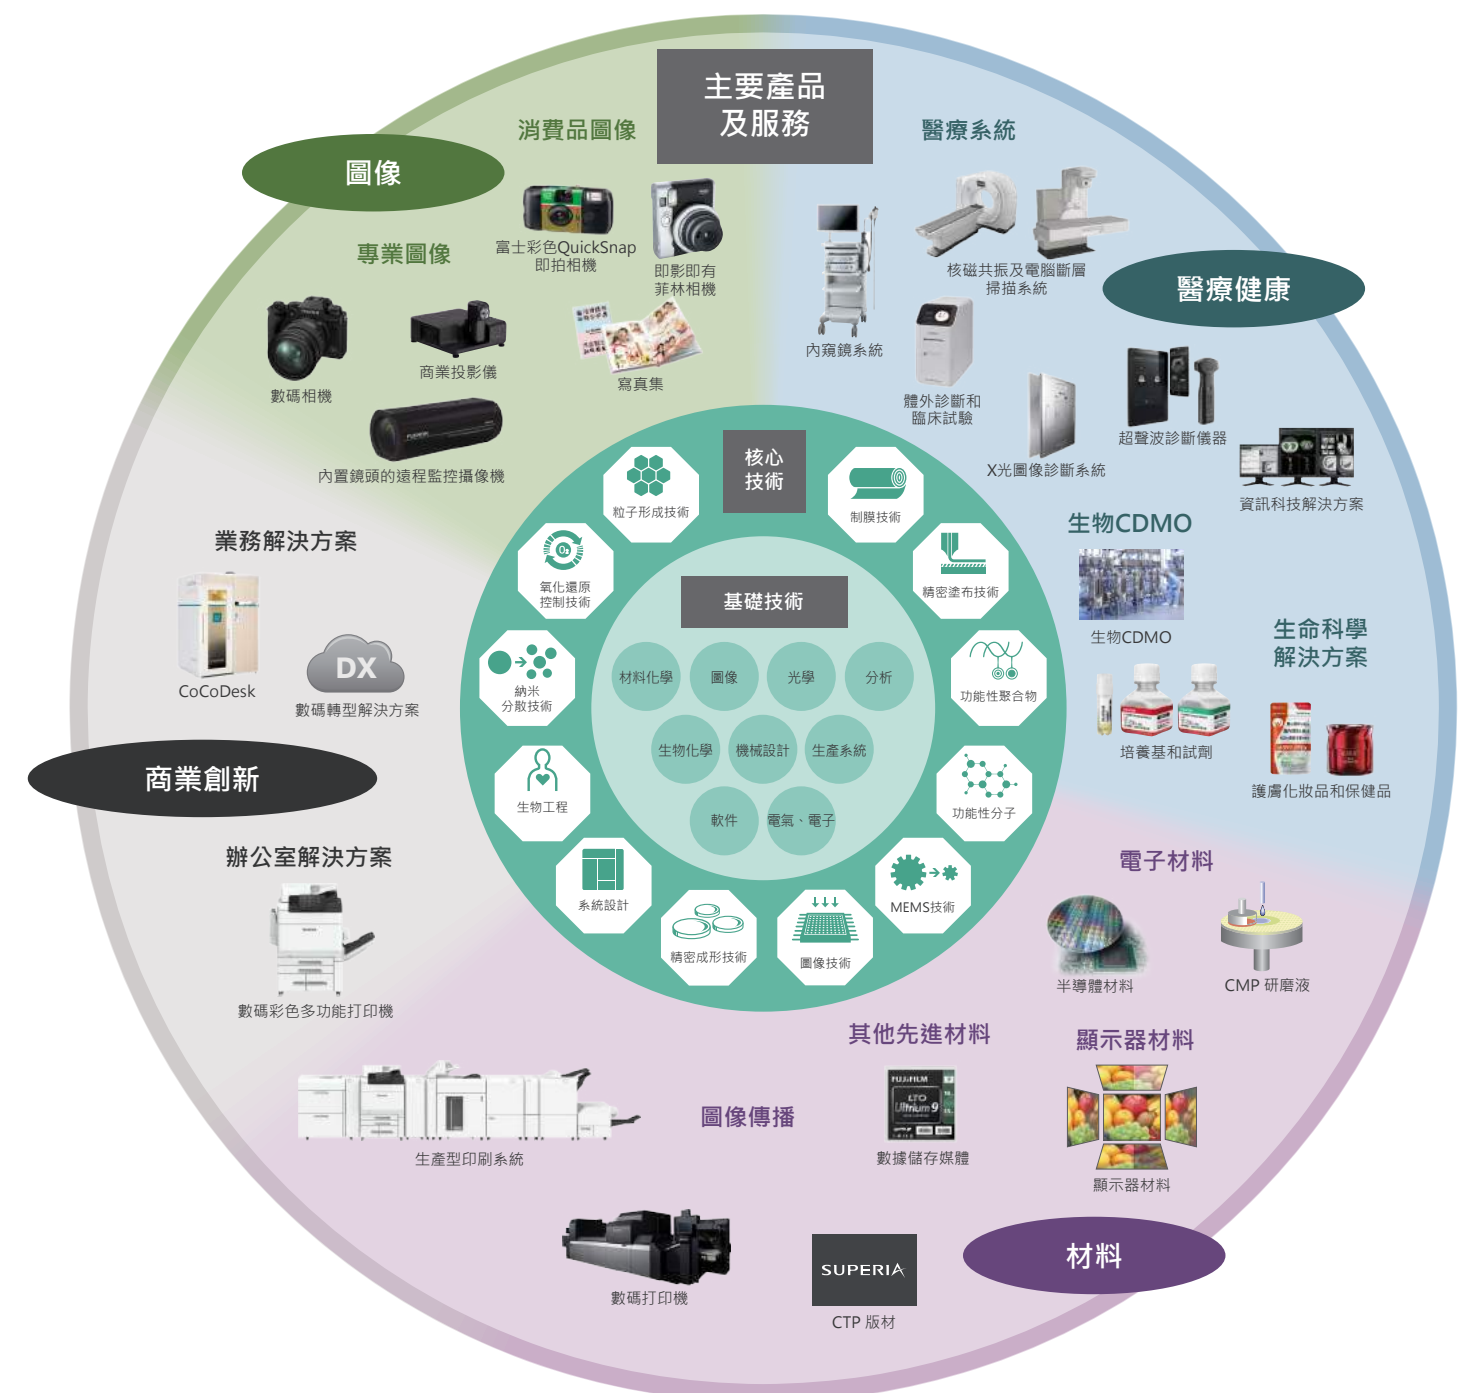 主要產品
及服務
圖像
消費品圖像
富士彩色QuickSnap
即拍相機
即影即有
菲林相機
寫真集
專業圖像
數碼相機
商業投影儀
內置鏡頭的遠程監控攝像機
醫療健康
醫療系統
內窺鏡系統
核磁共振及電腦斷層
掃描系統
體外診斷和
臨床試驗
X光圖像診斷系統
超聲波診斷儀器
資訊科技解決方案
生物CDMO
生物CDMO
生命科學
解決方案
培養基和試劑
護膚化妝品和保健品
業務解決方案
CoCoDesk
DX
數碼轉型解決方案
商業創新
辦公室解決方案
數碼彩色多功能打印機
核心
技術
粒子形成技術
制膜技術
O₂
氧化還原
控制技術
精密塗布技術
納米
分散技術
功能性聚合物
生物工程
功能性分子
系統設計
MEMS技術
精密成形技術
圖像技術
基礎技術
材料化學
圖像
光學
分析
生物化學
機械設計
生產系統
軟件
電氣、電子
電子材料
半導體材料
CMP 研磨液
其他先進材料
FUJIFILM
LTO
Ultrium9
數據儲存媒體
顯示器材料
顯示器材料
圖像傳播
生產型印刷系統
數碼打印機
SUPERIA
CTP 版材
材料